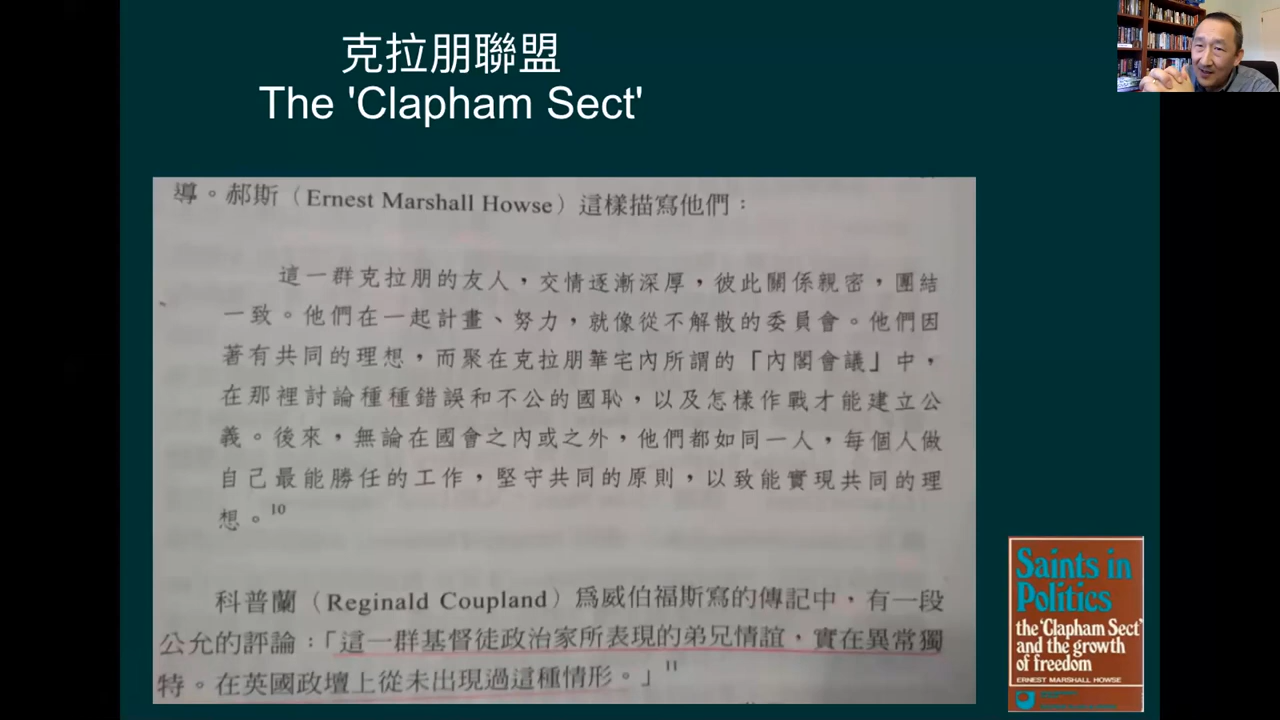 克拉朋聯盟
The 'Clapham Sect'
導。郝斯（Ernest Marshall Howse）這樣描寫他們：
這一群克拉朋的友人，交情逐漸深厚，彼此關係親密，團結
一致。他們在一起計畫、努力，就像從不解散的委員會。他們因
著有共同的理想，而聚在克拉朋華宅內所謂的「內閣會議」中，
在那裡討論種種錯誤和不公的國恥，以及怎樣作戰才能建立公
義。後來，無論在國會之內或之外，他們都如同一人，每個人做
自己最能勝任的工作，堅守共同的原則，以致能實現共同的理
想。10
科普蘭（Reginald Coupland）爲威伯福斯寫的傳記中，有一段
公允的評論：「這一群基督徒政治家所表現的弟兄情誼，實在異常獨
特。在英國政壇上從未出現過這種情形。」11
Saints in
Politics
the 'Clapham Sect'
and the growth
of freedom
ERNEST MARSHALL HOWSE